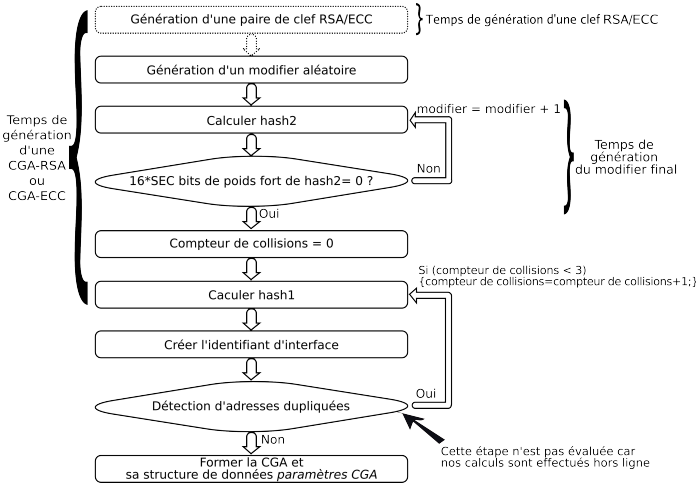 Génération d'une paire de clef RSA/ECC
Temps de génération d'une clef RSA/ECC
Génération d'un modifier aléatoire
Calculer hash2
modifier = modifier + 1
Non
Temps de
génération
du modifier final
Temps de
génération
d'une
CGA-RSA
ou
CGA-ECC
16*SEC bits de poids fort de hash2= 0 ?
Oui
Compteur de collisions = 0
Si (compteur de collisions < 3)
{compteur de collisions=compteur de collisions+1;}
Caculer hash1
Créer l'identifiant d'interface
Oui
Détection d'adresses dupliquées
Non
Cette étape n'est pas évaluée car
nos calculs sont effectués hors ligne
Former la CGA et
sa structure de données paramètres CGA